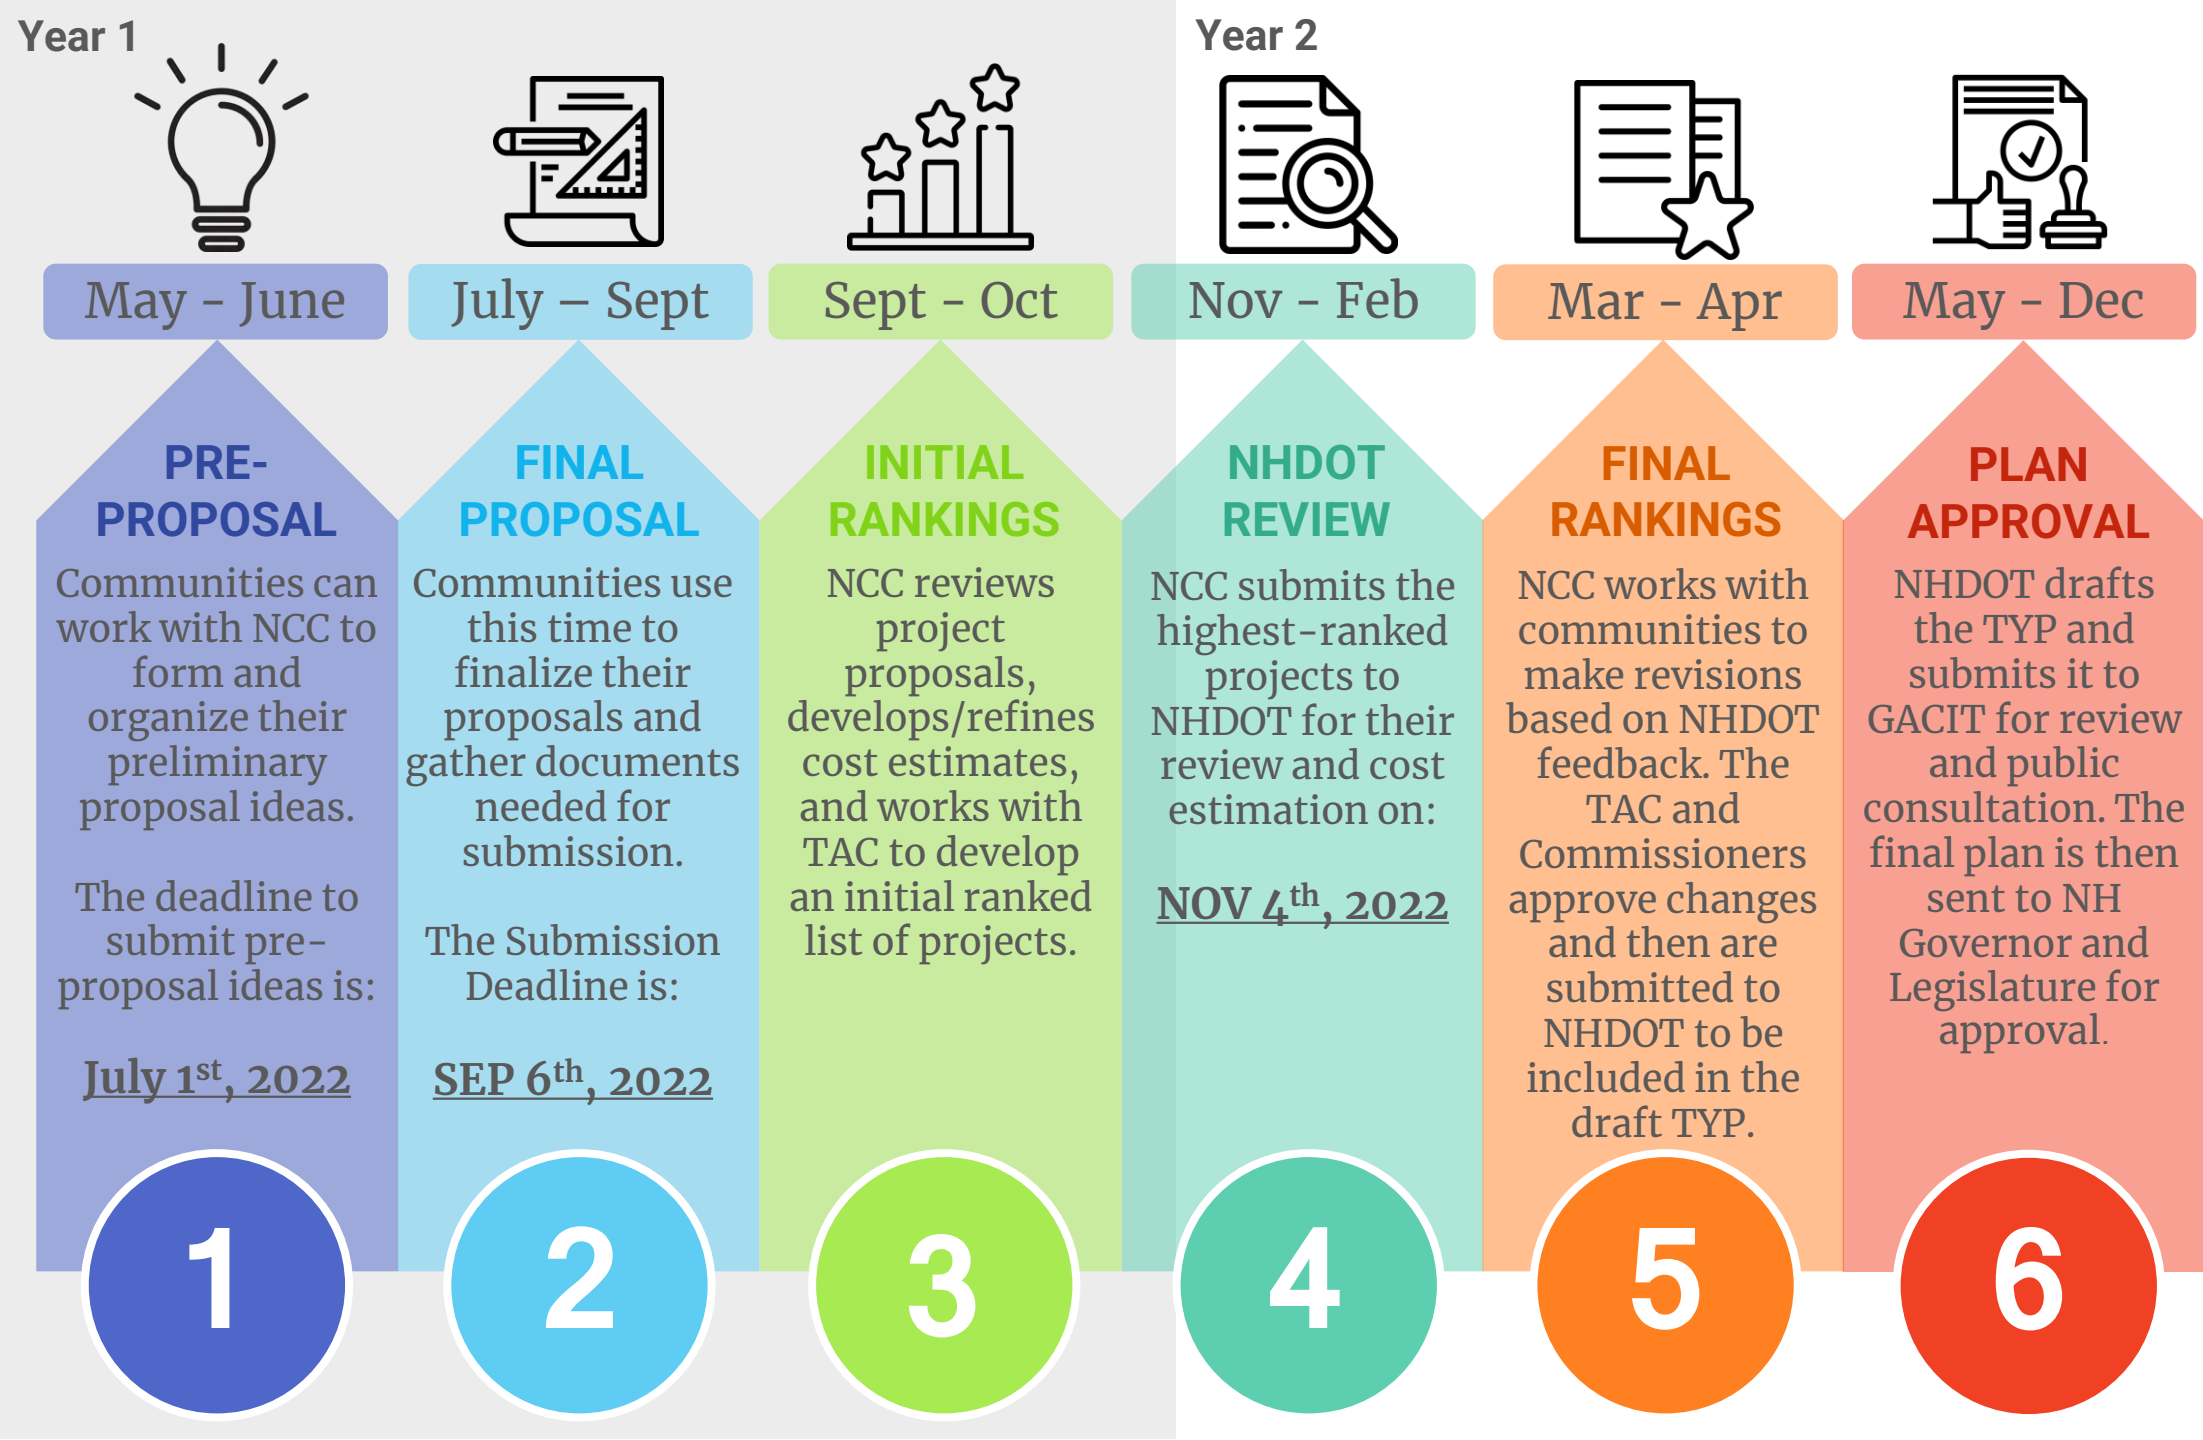 Year 1
Year 2
May - June
PRE-
PROPOSAL
Communities can
work with NCC to
form and
organize their
preliminary
proposal ideas.
The deadline to
submit pre-
proposal ideas is:
July 1st, 2022
1
July – Sept
FINAL
PROPOSAL
Communities use
this time to
finalize their
proposals and
gather documents
needed for
submission.
The Submission
Deadline is:
SEP 6th, 2022
2
Sept - Oct
INITIAL
RANKINGS
NCC reviews
project
proposals,
develops/refines
cost estimates,
and works with
TAC to develop
an initial ranked
list of projects.
3
Nov - Feb
NHDOT
REVIEW
NCC submits the
highest-ranked
projects to
NHDOT for their
review and cost
estimation on:
NOV 4th, 2022
4
Mar - Apr
FINAL
RANKINGS
NCC works with
communities to
make revisions
based on NHDOT
feedback. The
TAC and
Commissioners
approve changes
and then are
submitted to
NHDOT to be
included in the
draft TYP.
5
May - Dec
PLAN
APPROVAL
NHDOT drafts
the TYP and
submits it to
GACIT for review
and public
consultation. The
final plan is then
sent to NH
Governor and
Legislature for
approval.
6